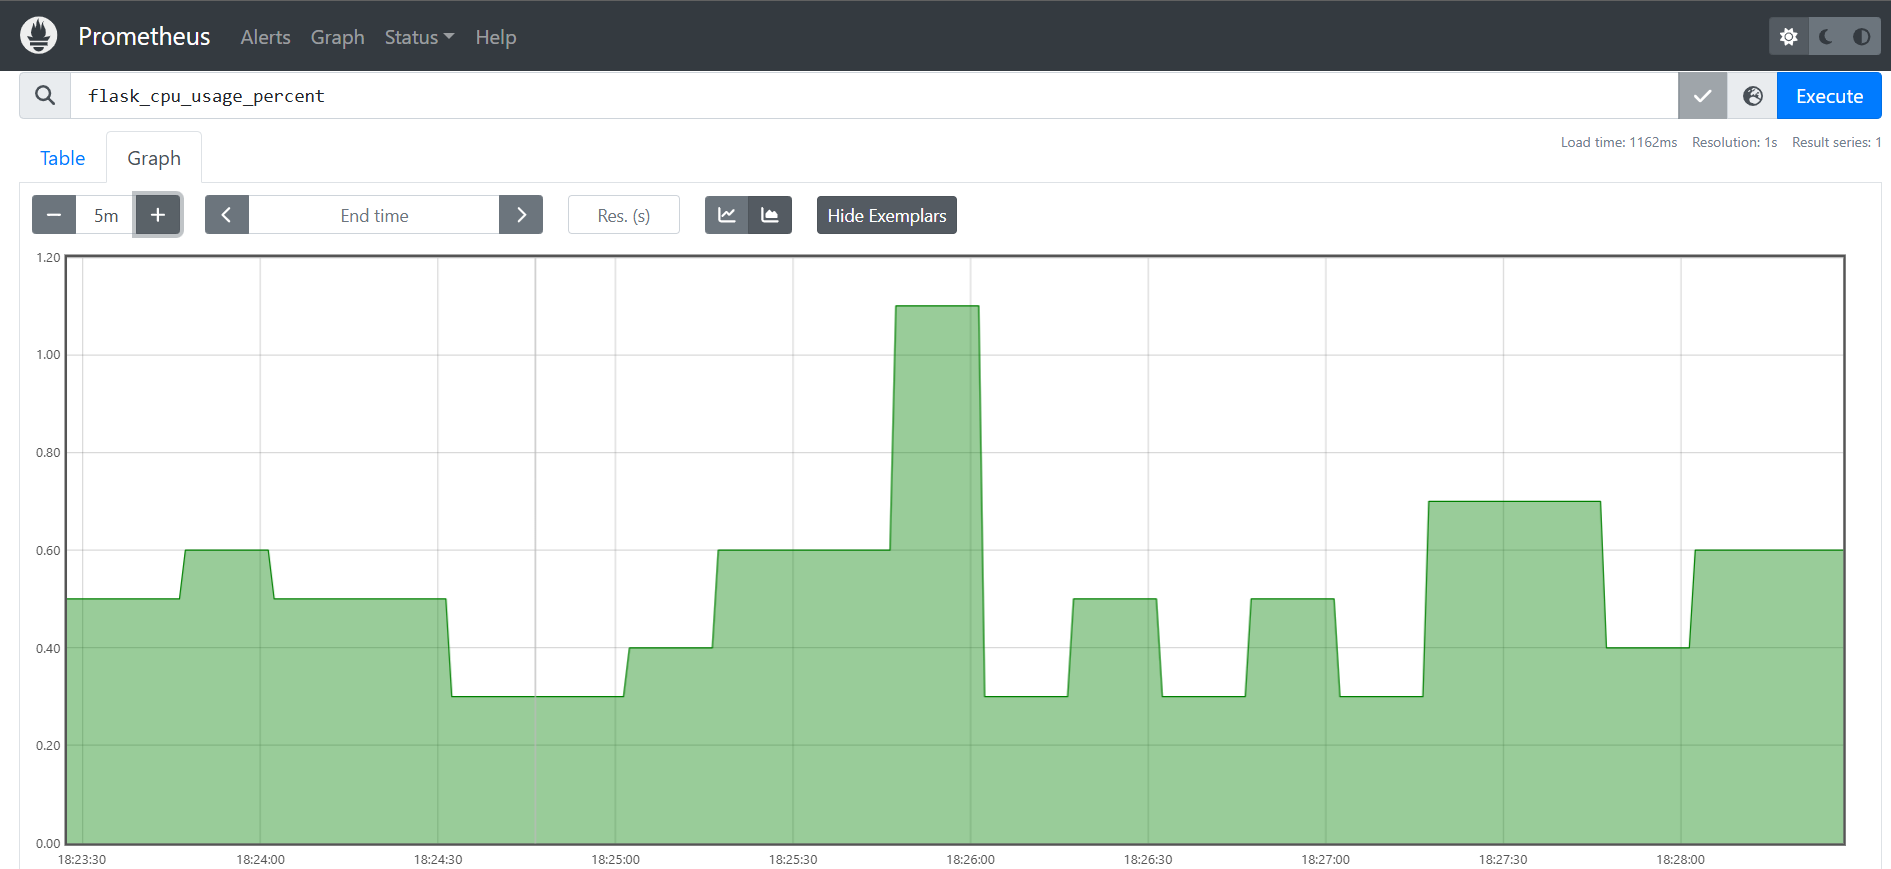 Prometheus Alerts Graph Status Help
flask_cpu_usage_percent Execute
Load time: 1162ms Resolution: 1s Result series: 1
Table Graph
5m End time Res. (s) Hide Exemplars
1.20
1.00
0.80
0.60
0.40
0.20
0.00
18:23:30 18:24:00 18:24:30 18:25:00 18:25:30 18:26:00 18:26:30 18:27:00 18:27:30 18:28:00